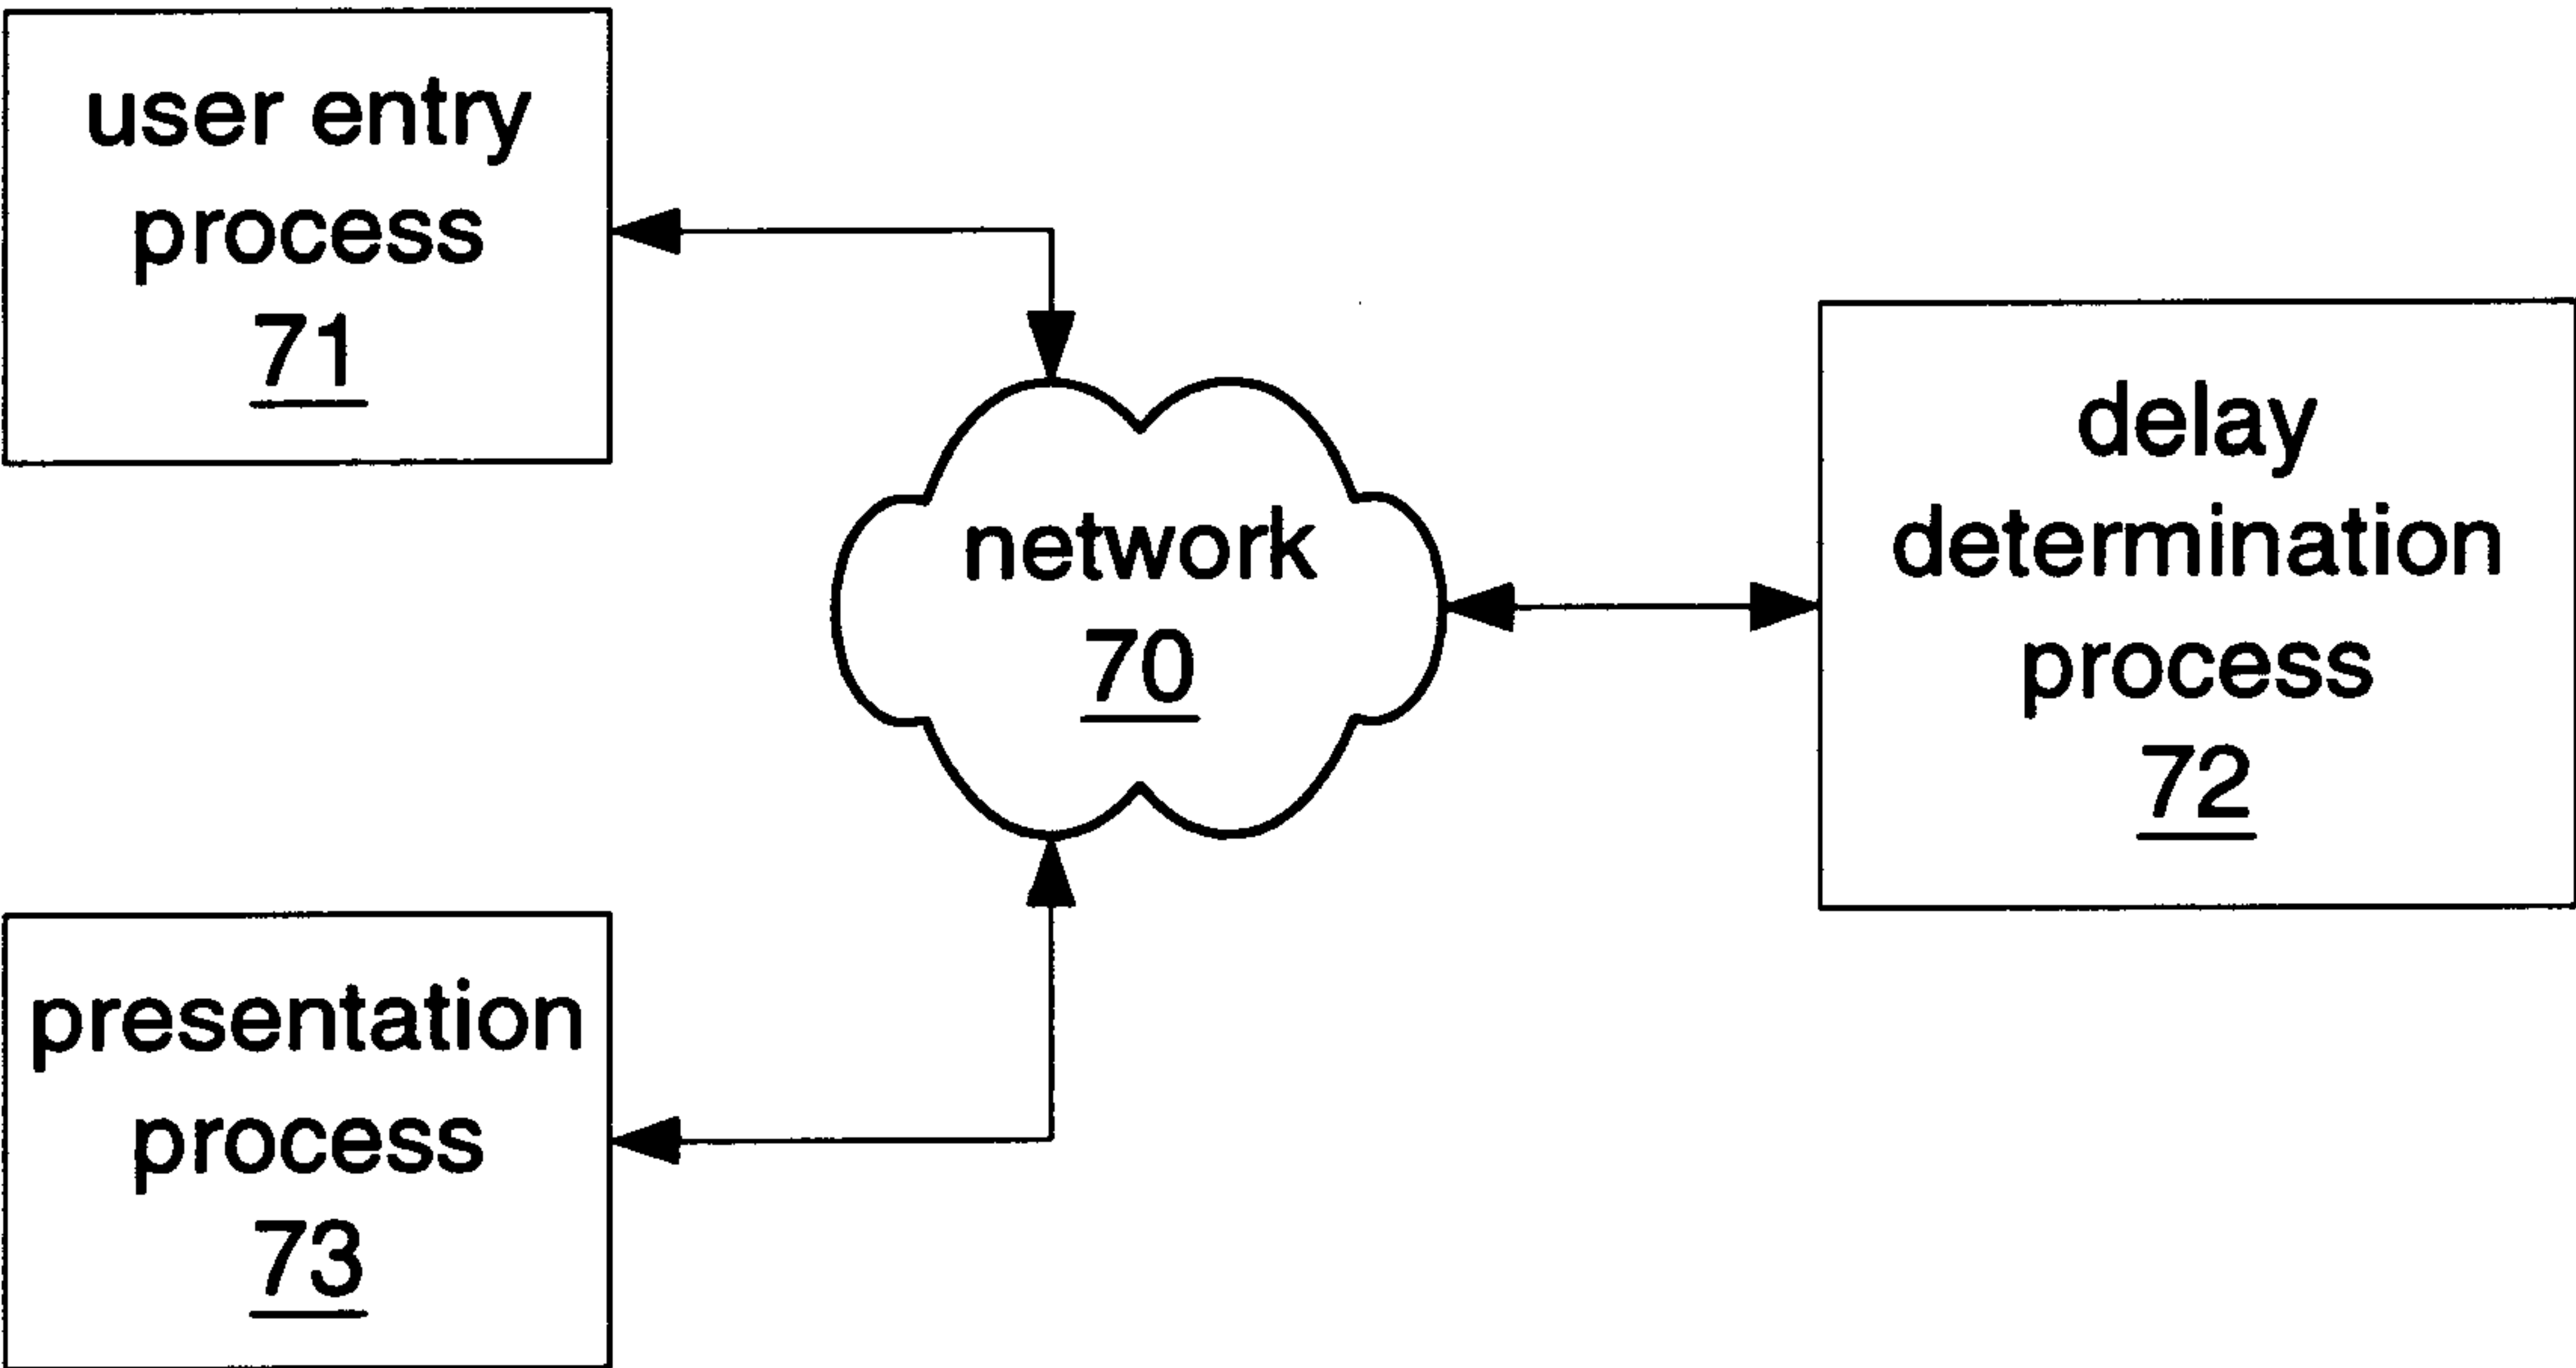 user entry
process
71
network
70
delay
determination
process
72
presentation
process
73